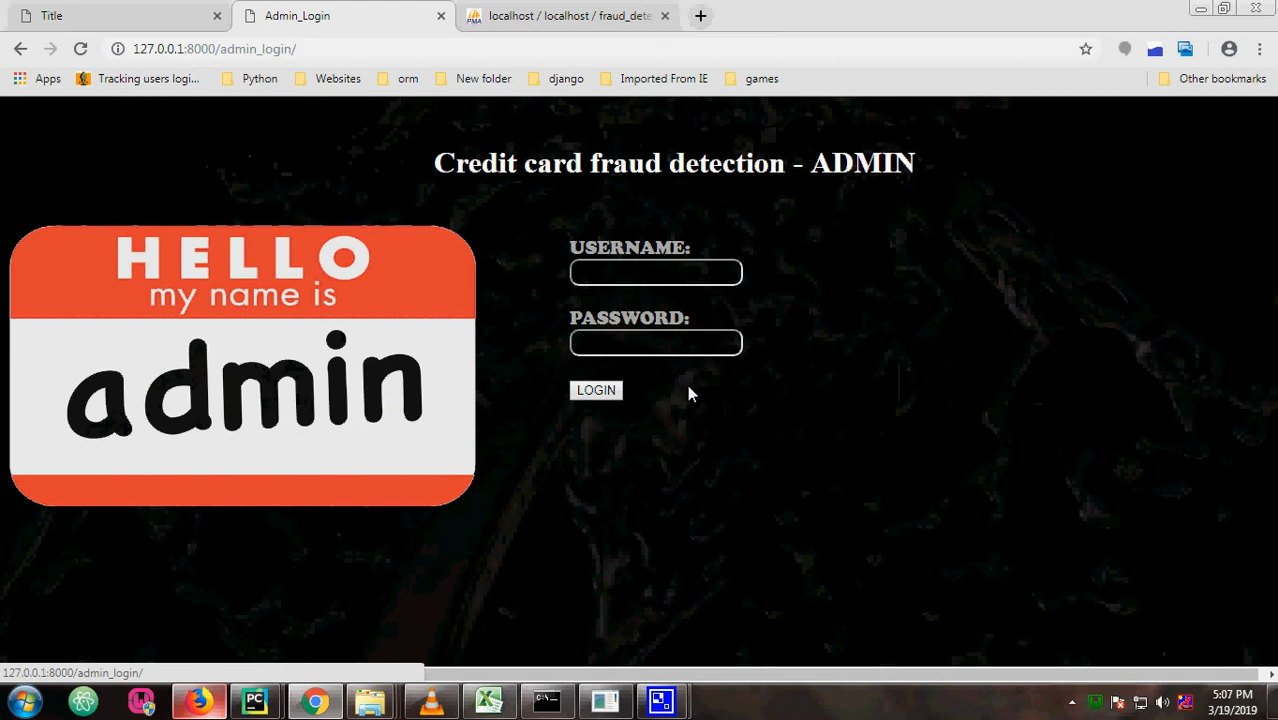 Title
Admin_Login
localhost / localhost / fraud_dete
127.0.0.1:8000/admin_login/
Apps
Tracking users logi...
Python
Websites
orm
New folder
django
Imported From IE
games
Other bookmarks
Credit card fraud detection - ADMIN
HELLO
my name is
admin
USERNAME:
PASSWORD:
LOGIN
127.0.0.1:8000/admin_login/
5:07 PM
3/19/2019